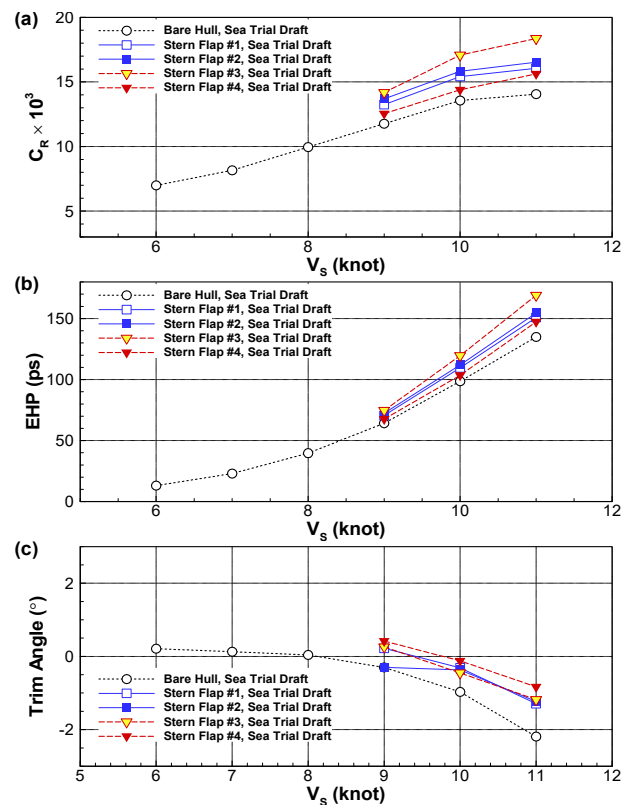 (a)
20
15
10
5
C_R × 10^3
Bare Hull, Sea Trial Draft
Stern Flap #1, Sea Trial Draft
Stern Flap #2, Sea Trial Draft
Stern Flap #3, Sea Trial Draft
Stern Flap #4, Sea Trial Draft
6 7 8 9 10 11 12
V_S (knot)
(b)
150
100
50
0
EHP (ps)
Bare Hull, Sea Trial Draft
Stern Flap #1, Sea Trial Draft
Stern Flap #2, Sea Trial Draft
Stern Flap #3, Sea Trial Draft
Stern Flap #4, Sea Trial Draft
6 7 8 9 10 11 12
V_S (knot)
(c)
2
0
-2
Trim Angle (°)
Bare Hull, Sea Trial Draft
Stern Flap #1, Sea Trial Draft
Stern Flap #2, Sea Trial Draft
Stern Flap #3, Sea Trial Draft
Stern Flap #4, Sea Trial Draft
5 6 7 8 9 10 11 12
V_S (knot)